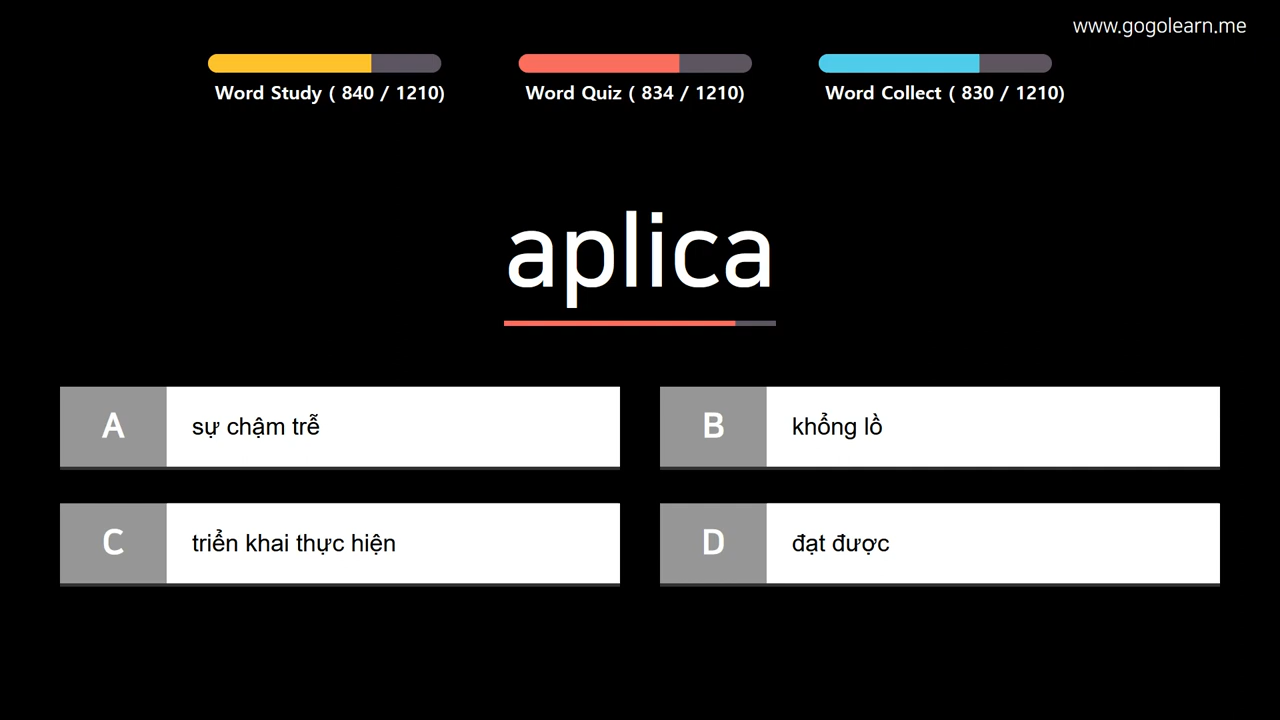 www.gogolearn.me
Word Study ( 840 / 1210)
Word Quiz ( 834 / 1210)
Word Collect ( 830 / 1210)
aplica
A
sự chậm trễ
B
khổng lồ
C
triển khai thực hiện
D
đạt được